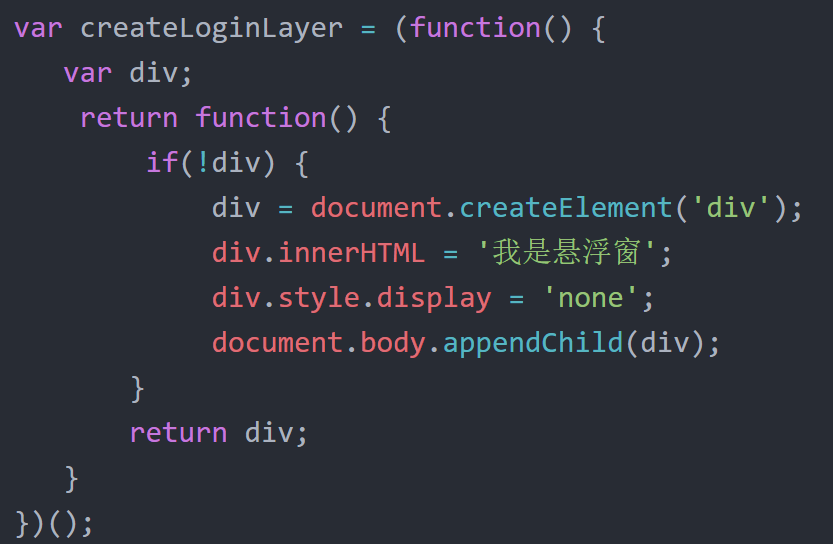 var createLoginLayer = (function() {
   var div;
    return function() {
        if(!div) {
            div = document.createElement('div');
            div.innerHTML = '我是悬浮窗';
            div.style.display = 'none';
            document.body.appendChild(div);
       }
       return div;
   }
})();